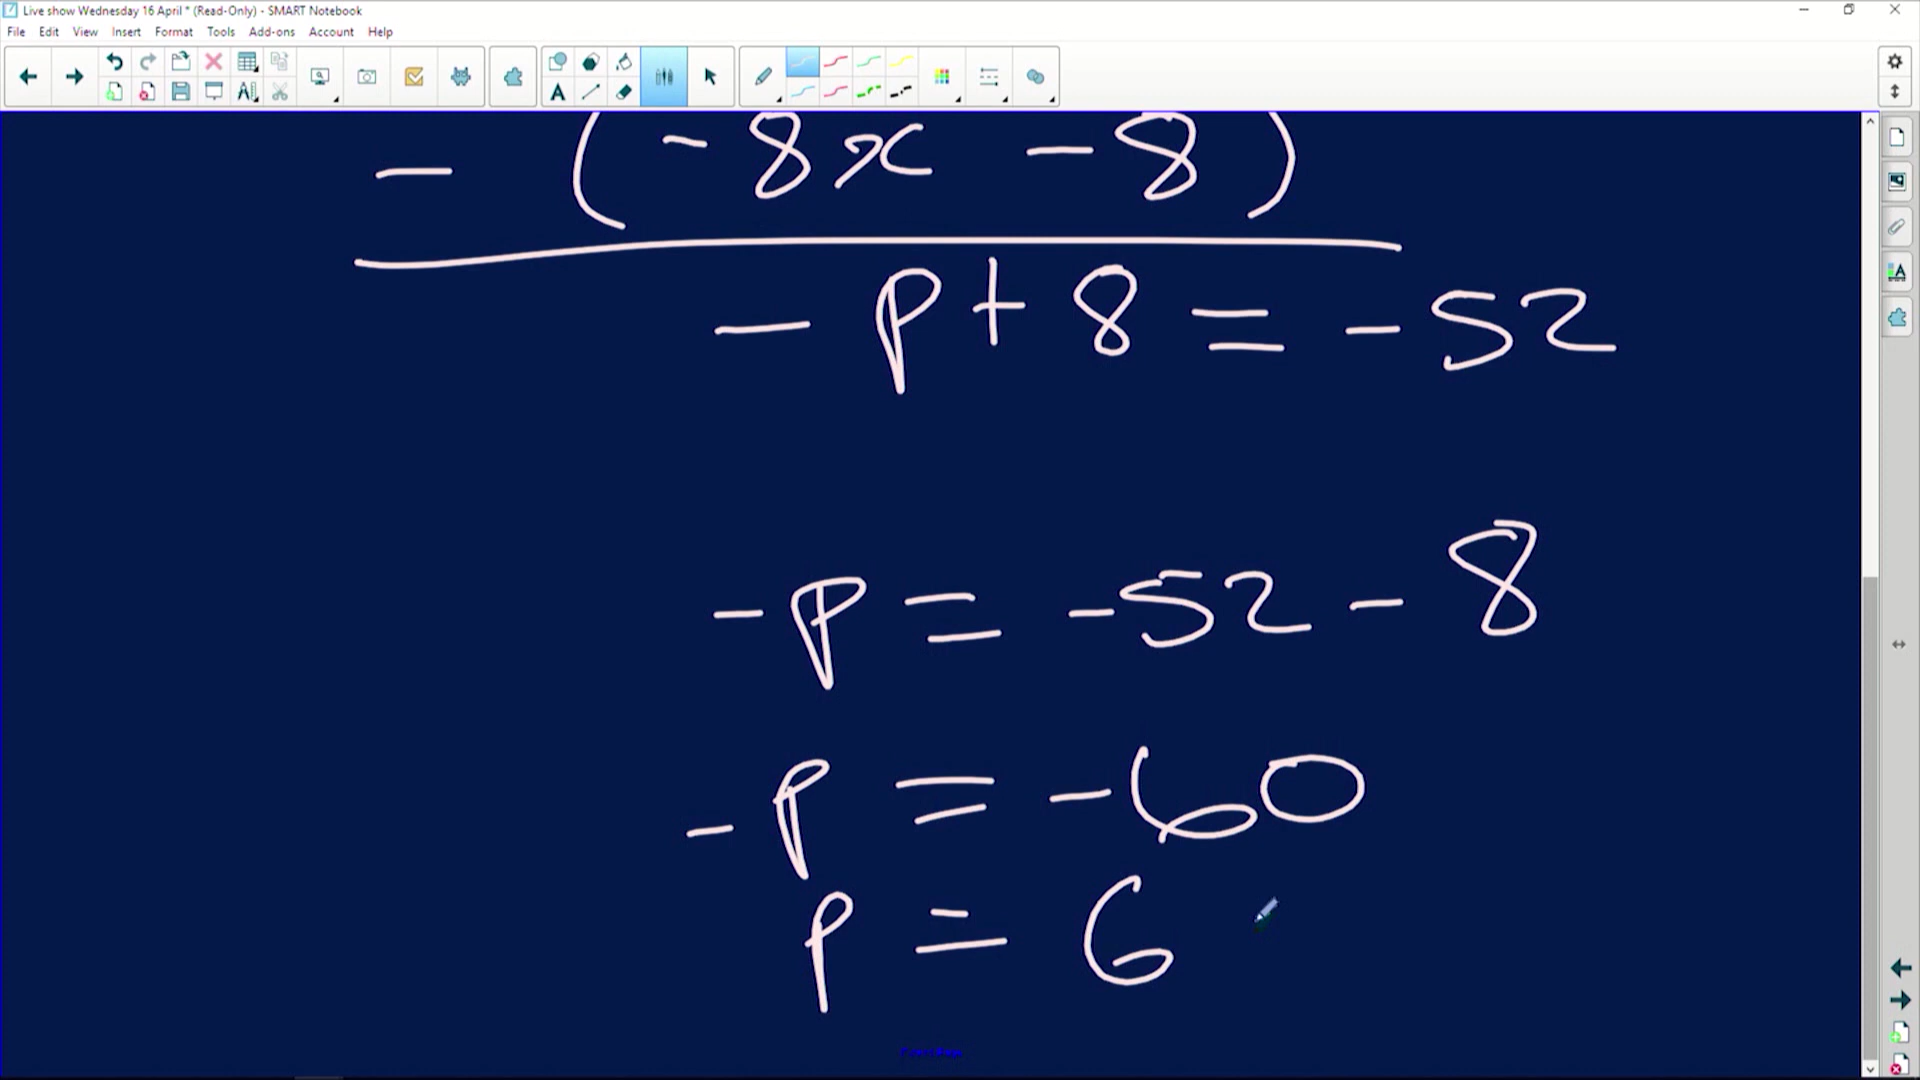 Live show Wednesday 16 April * (Read-Only) - SMART Notebook
File Edit View Insert Format Tools Add-ons Account Help
- (-8x - 8)
- p + 8 = -52
-p = -52 - 8
-p = -60
p = 6